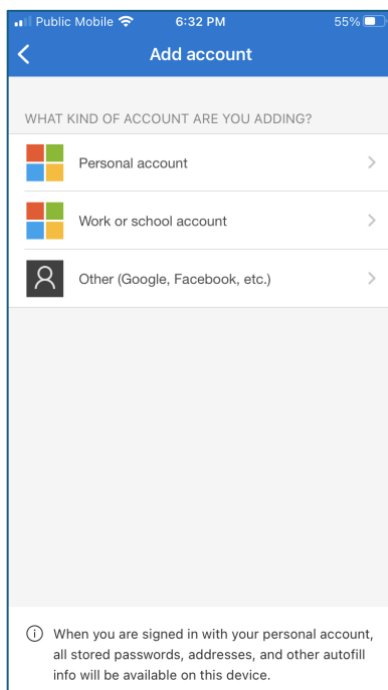 Public Mobile 6:32 PM 55%
Add account
WHAT KIND OF ACCOUNT ARE YOU ADDING?
Personal account
Work or school account
Other (Google, Facebook, etc.)
When you are signed in with your personal account,
all stored passwords, addresses, and other autofill
info will be available on this device.